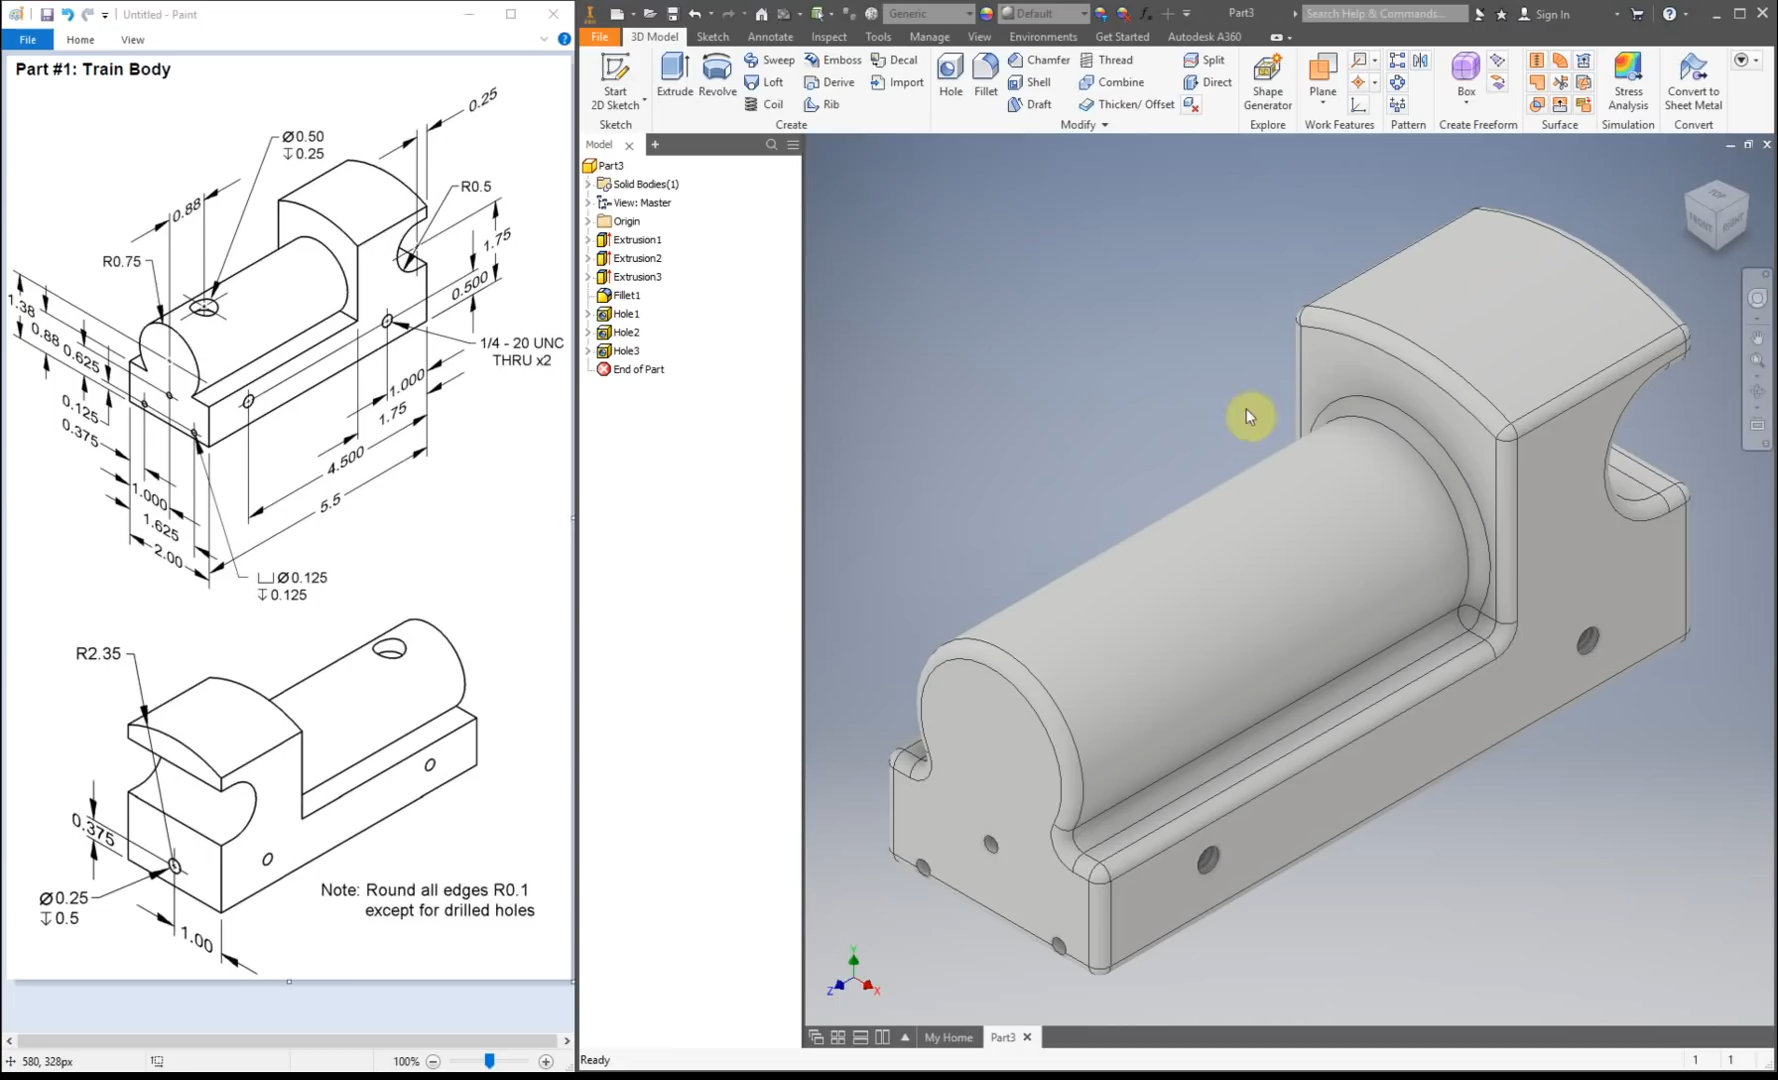 Untitled - Paint
File
Home
View
Part #1: Train Body
0.25
Ø0.50
↧0.25
R0.5
0.88
1.75
R0.75
0.500
1.38
0.88
0.625
1/4 - 20 UNC
THRU x2
1.000
1.75
0.125
0.375
4.500
1.000
5.5
1.625
2.00
⌴Ø0.125
↧0.125
R2.35
0.375
Ø0.25
↧0.5
1.00
Note: Round all edges R0.1
except for drilled holes
580, 328px
100%
Generic
Default
Part3
Search Help & Commands...
Sign In
File
3D Model
Sketch
Annotate
Inspect
Tools
Manage
View
Environments
Get Started
Autodesk A360
Start
2D Sketch
Extrude
Revolve
Sweep
Emboss
Decal
Loft
Derive
Import
Coil
Rib
Hole
Fillet
Chamfer
Thread
Split
Shell
Combine
Direct
Draft
Thicken/ Offset
Shape
Generator
Plane
Box
Stress
Analysis
Convert to
Sheet Metal
Sketch
Create
Modify
Explore
Work Features
Pattern
Create Freeform
Surface
Simulation
Convert
Model
Part3
Solid Bodies(1)
View: Master
Origin
Extrusion1
Extrusion2
Extrusion3
Fillet1
Hole1
Hole2
Hole3
End of Part
TOP
FRONT
RIGHT
Y
Z
X
My Home
Part3
Ready
1
1